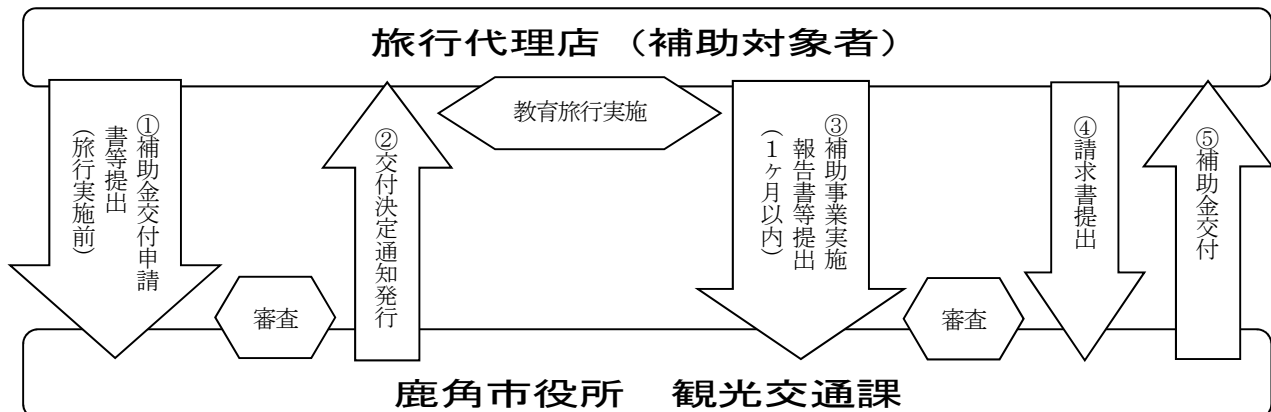 旅行代理店（補助対象者）
①補助金交付申請
書等提出
(旅行実施前)
審査
②交付決定通知発行
教育旅行実施
③補助事業実施
報告書等提出
(１ヶ月以内)
審査
④請求書提出
⑤補助金交付
鹿角市役所　観光交通課